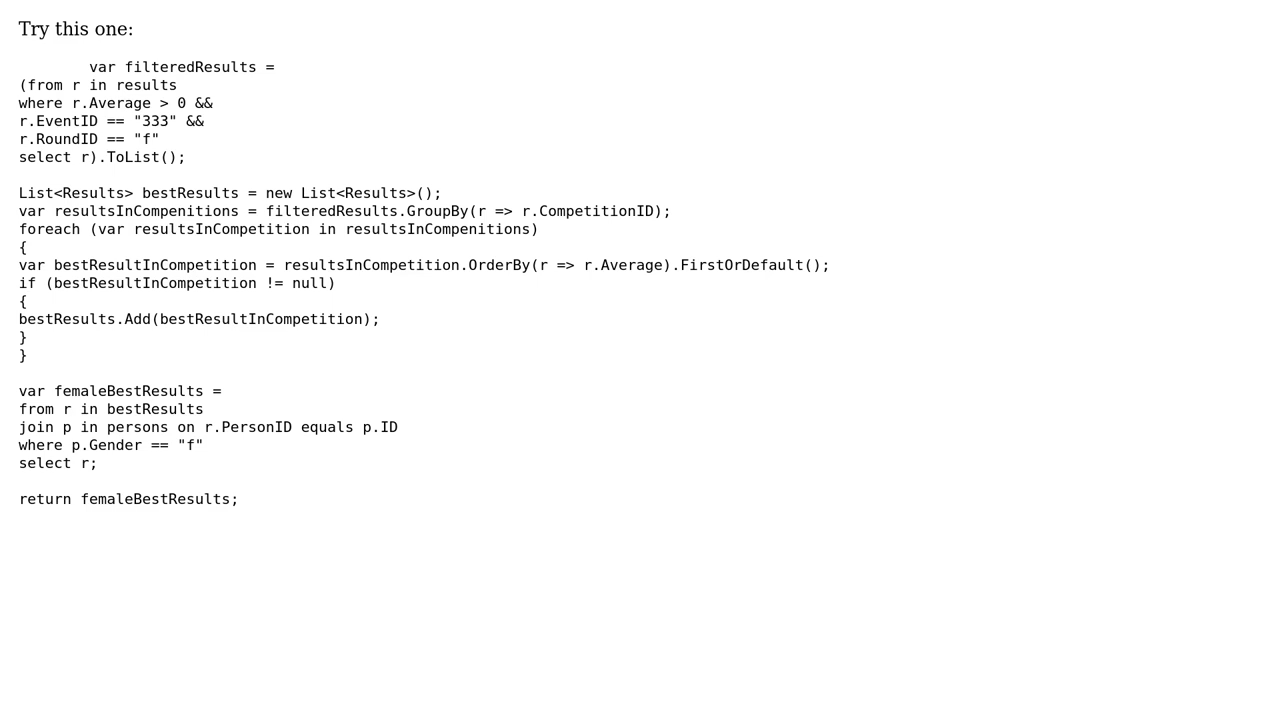 Try this one:
var filteredResults =
(from r in results
where r.Average > 0 &&
r.EventID == "333" &&
r.RoundID == "f"
select r).ToList();
List<Results> bestResults = new List<Results>();
var resultsInCompenitions = filteredResults.GroupBy(r => r.CompetitionID);
foreach (var resultsInCompetition in resultsInCompenitions)
{
var bestResultInCompetition = resultsInCompetition.OrderBy(r => r.Average).FirstOrDefault();
if (bestResultInCompetition != null)
{
bestResults.Add(bestResultInCompetition);
}
}
var femaleBestResults =
from r in bestResults
join p in persons on r.PersonID equals p.ID
where p.Gender == "f"
select r;
return femaleBestResults;